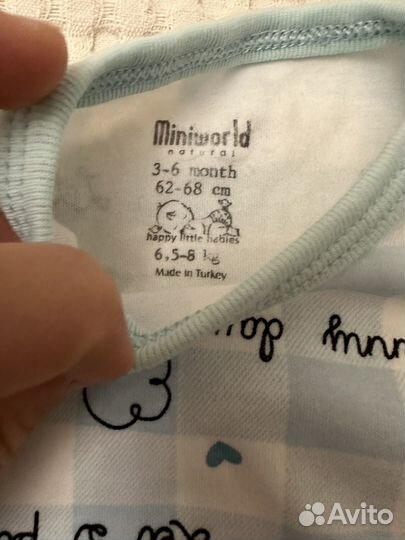 Miniworld
natural
3-6 month
62-68 cm
happy little babies
6,5-8 kg
Made in Turkey
Avito